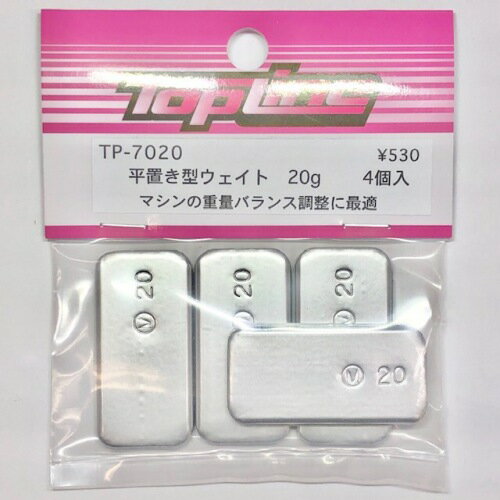 TopLine
TP-7020 ¥530
平置き型ウェイト 20g 4個入
マシンの重量バランス調整に最適
V 20
V 20
V 20
V 20